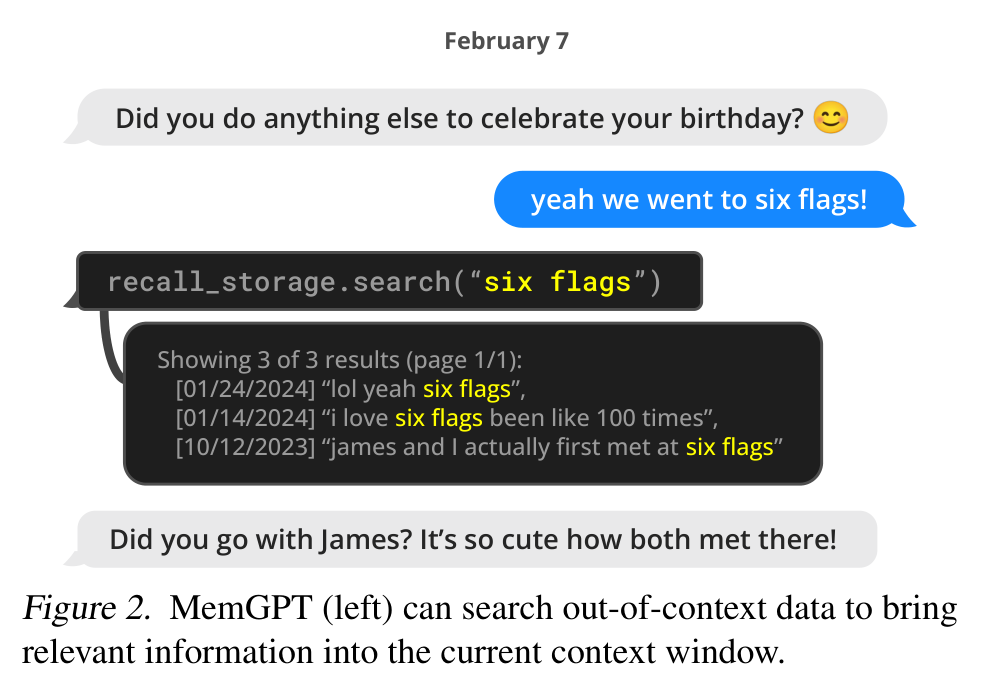 February 7
Did you do anything else to celebrate your birthday? 😊
yeah we went to six flags!
recall_storage.search(“six flags”)
Showing 3 of 3 results (page 1/1):
[01/24/2024] “lol yeah six flags”,
[01/14/2024] “i love six flags been like 100 times”,
[10/12/2023] “james and I actually first met at six flags”
Did you go with James? It’s so cute how both met there!
Figure 2. MemGPT (left) can search out-of-context data to bring
relevant information into the current context window.